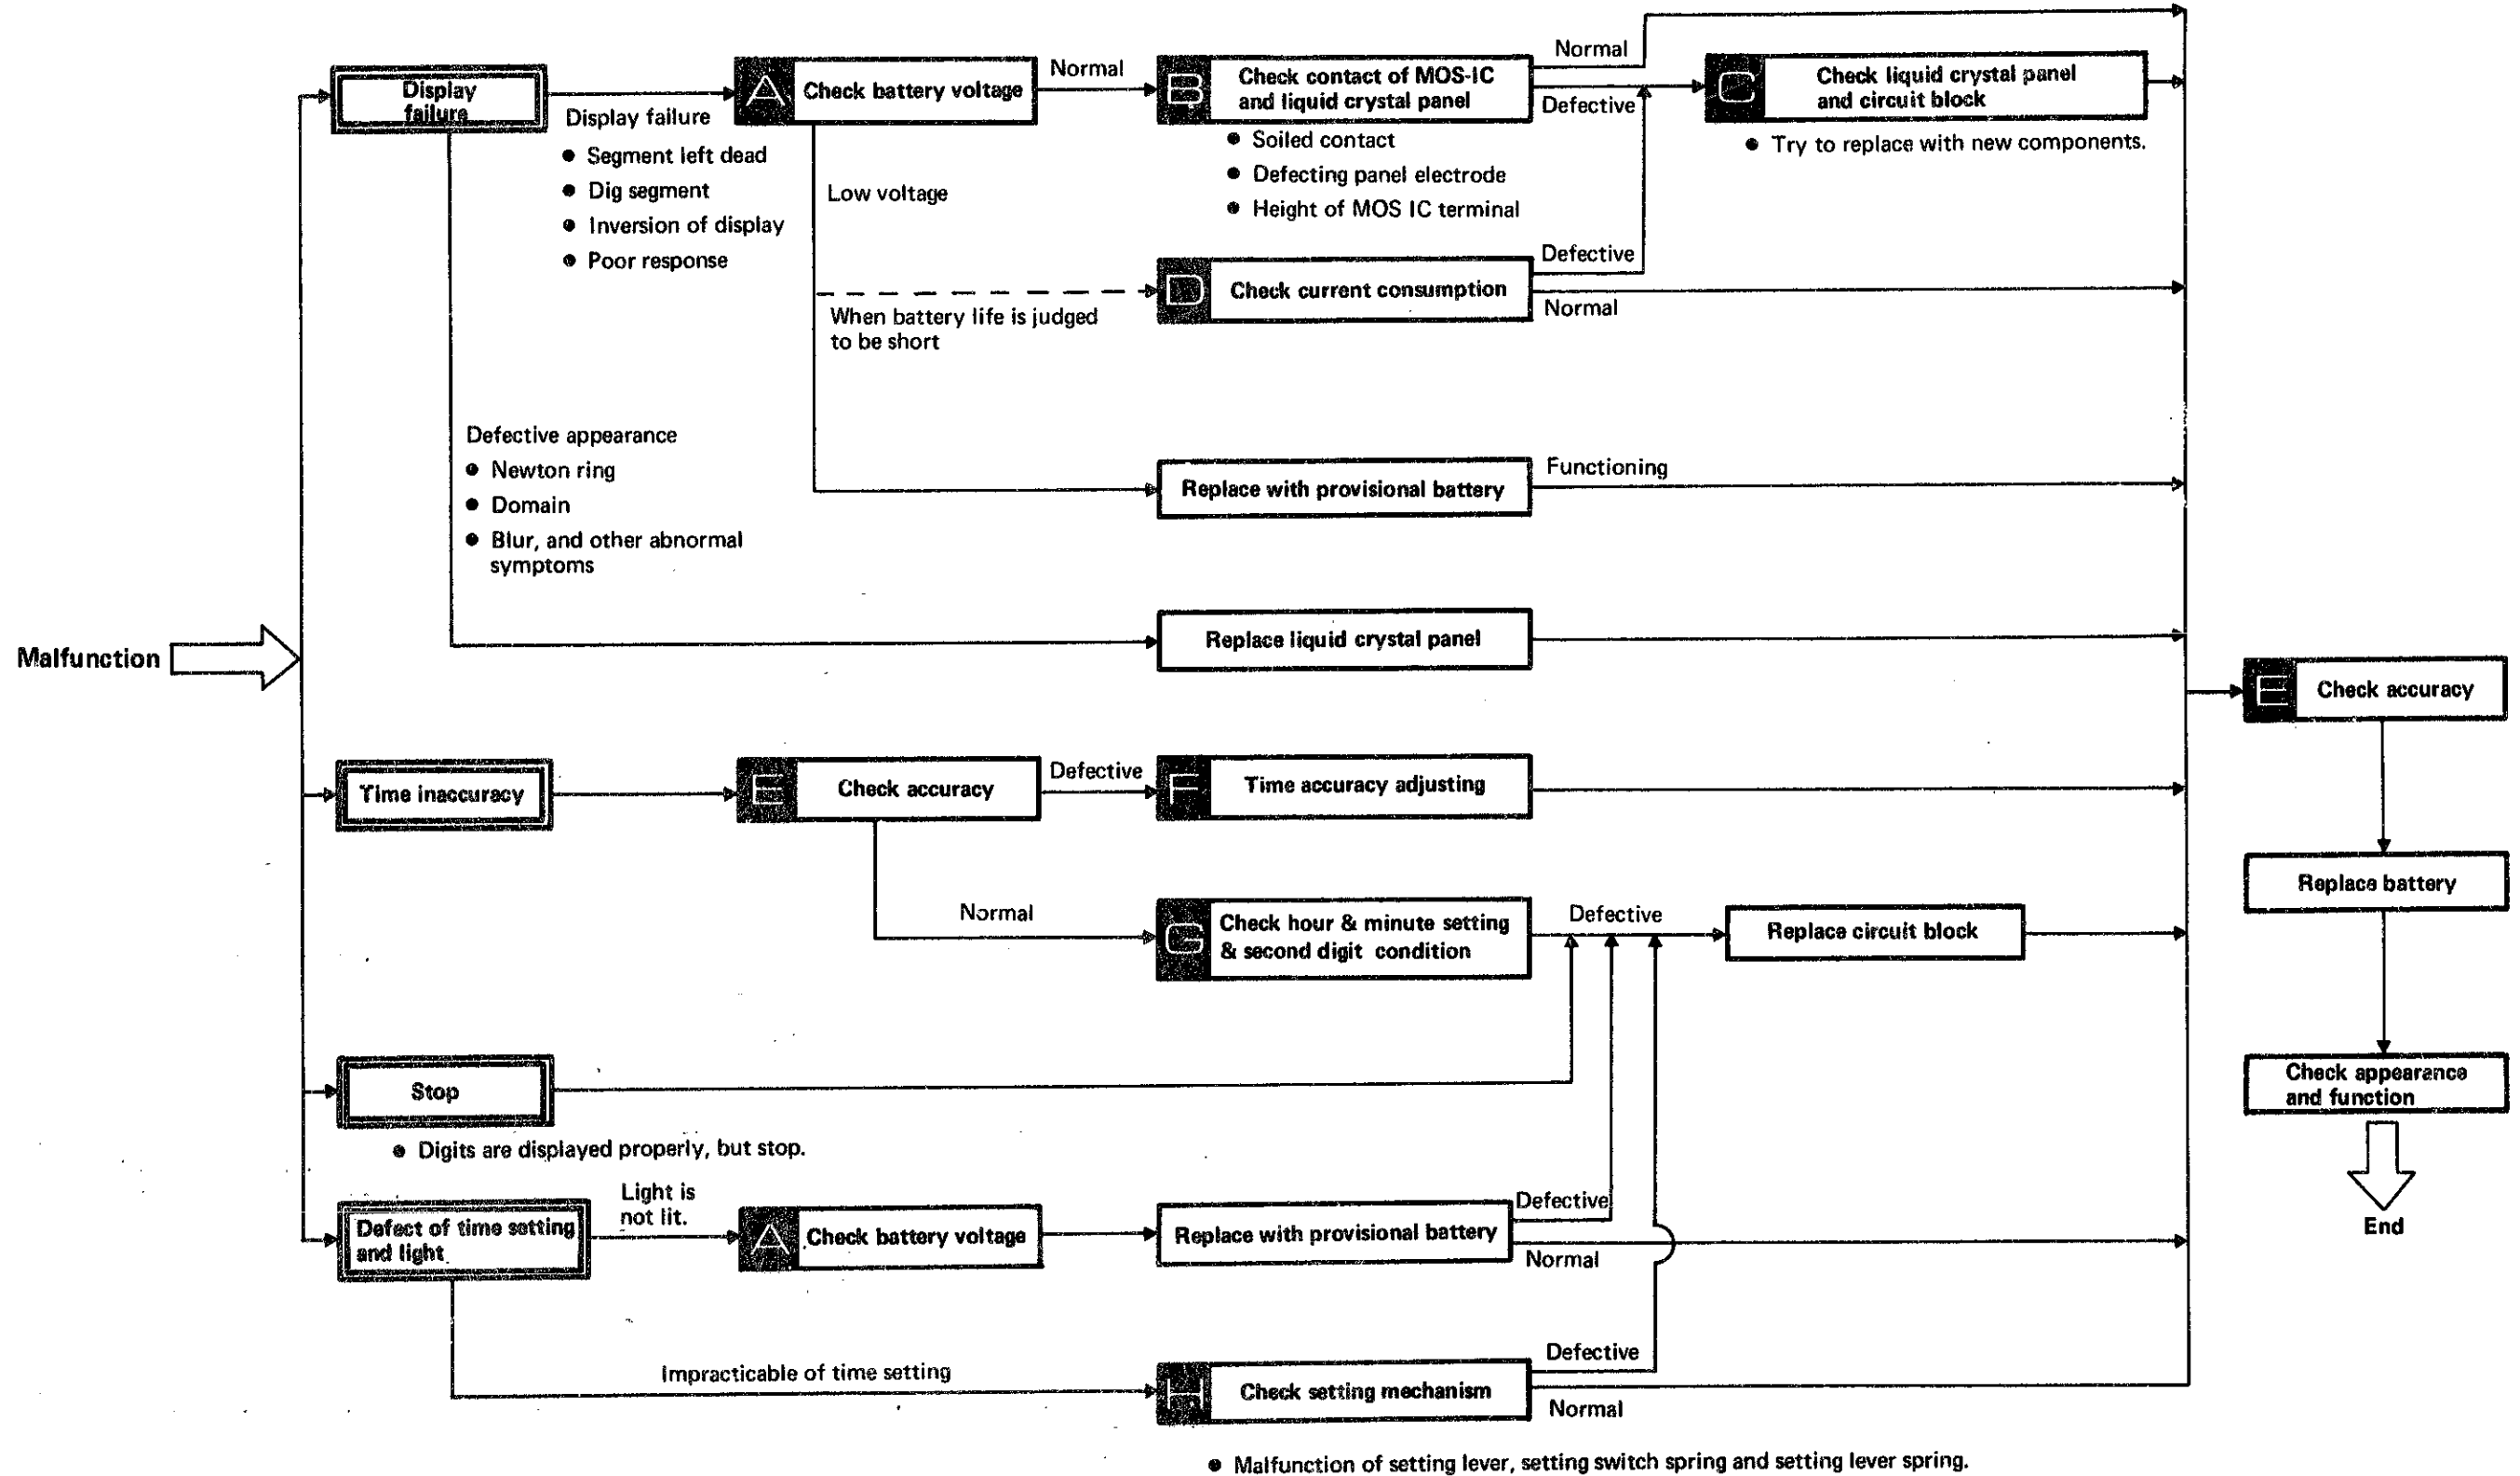 Malfunction
Display
failure
Display failure
● Segment left dead
● Dig segment
● Inversion of display
● Poor response
Defective appearance
● Newton ring
● Domain
● Blur, and other abnormal
symptoms
A Check battery voltage
Normal
Low voltage
When battery life is judged
to be short
B Check contact of MOS-IC
and liquid crystal panel
● Soiled contact
● Defecting panel electrode
● Height of MOS IC terminal
Normal
Defective
C Check liquid crystal panel
and circuit block
● Try to replace with new components.
D Check current consumption
Defective
Normal
Replace with provisional battery
Functioning
Replace liquid crystal panel
Time inaccuracy
E Check accuracy
Defective
Normal
F Time accuracy adjusting
G Check hour & minute setting
& second digit condition
Defective
Replace circuit block
Stop
● Digits are displayed properly, but stop.
Defect of time setting
and light
Light is
not lit.
A Check battery voltage
Replace with provisional battery
Defective
Normal
Impracticable of time setting
H Check setting mechanism
Defective
Normal
● Malfunction of setting lever, setting switch spring and setting lever spring.
E Check accuracy
Replace battery
Check appearance
and function
End